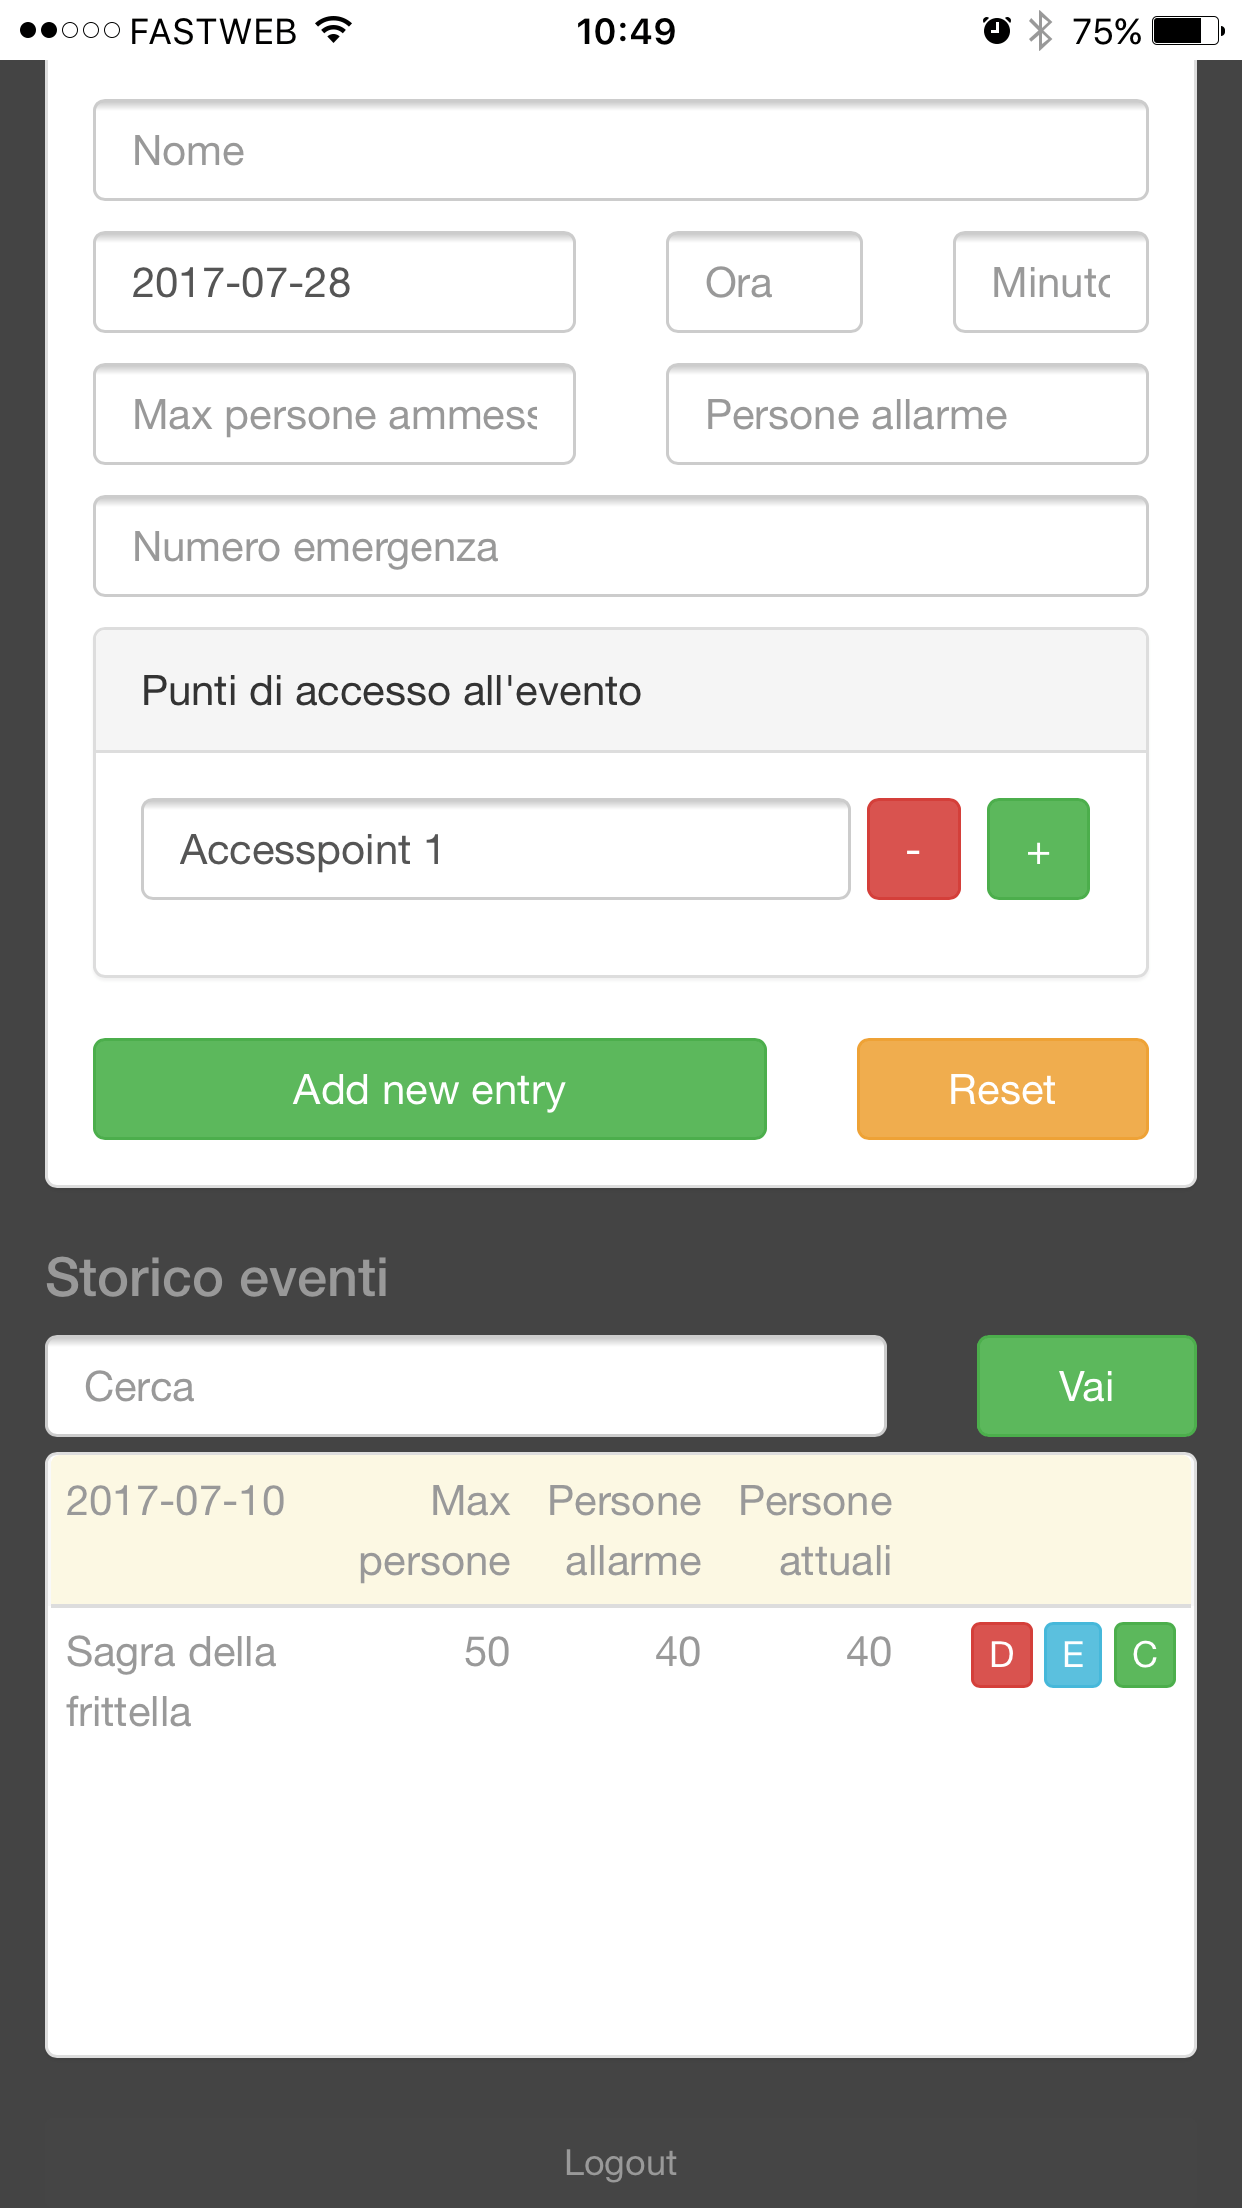 FASTWEB 10:49 75%
Nome
2017-07-28 Ora Minuto
Max persone ammess Persone allarme
Numero emergenza
Punti di accesso all'evento
Accesspoint 1 - +
Add new entry Reset
Storico eventi
Cerca Vai
2017-07-10 Max Persone Persone
persone allarme attuali
Sagra della 50 40 40 D E C
frittella
Logout